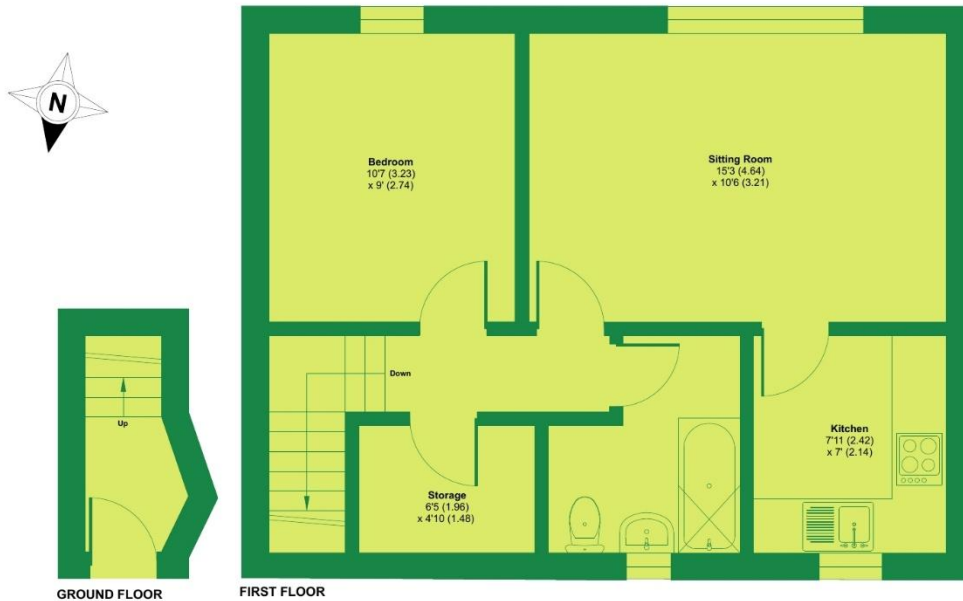 N
Bedroom
10'7 (3.23)
x 9' (2.74)
Sitting Room
15'3 (4.64)
x 10'6 (3.21)
Down
Up
Kitchen
7'11 (2.42)
x 7' (2.14)
Storage
6'5 (1.96)
x 4'10 (1.48)
GROUND FLOOR
FIRST FLOOR